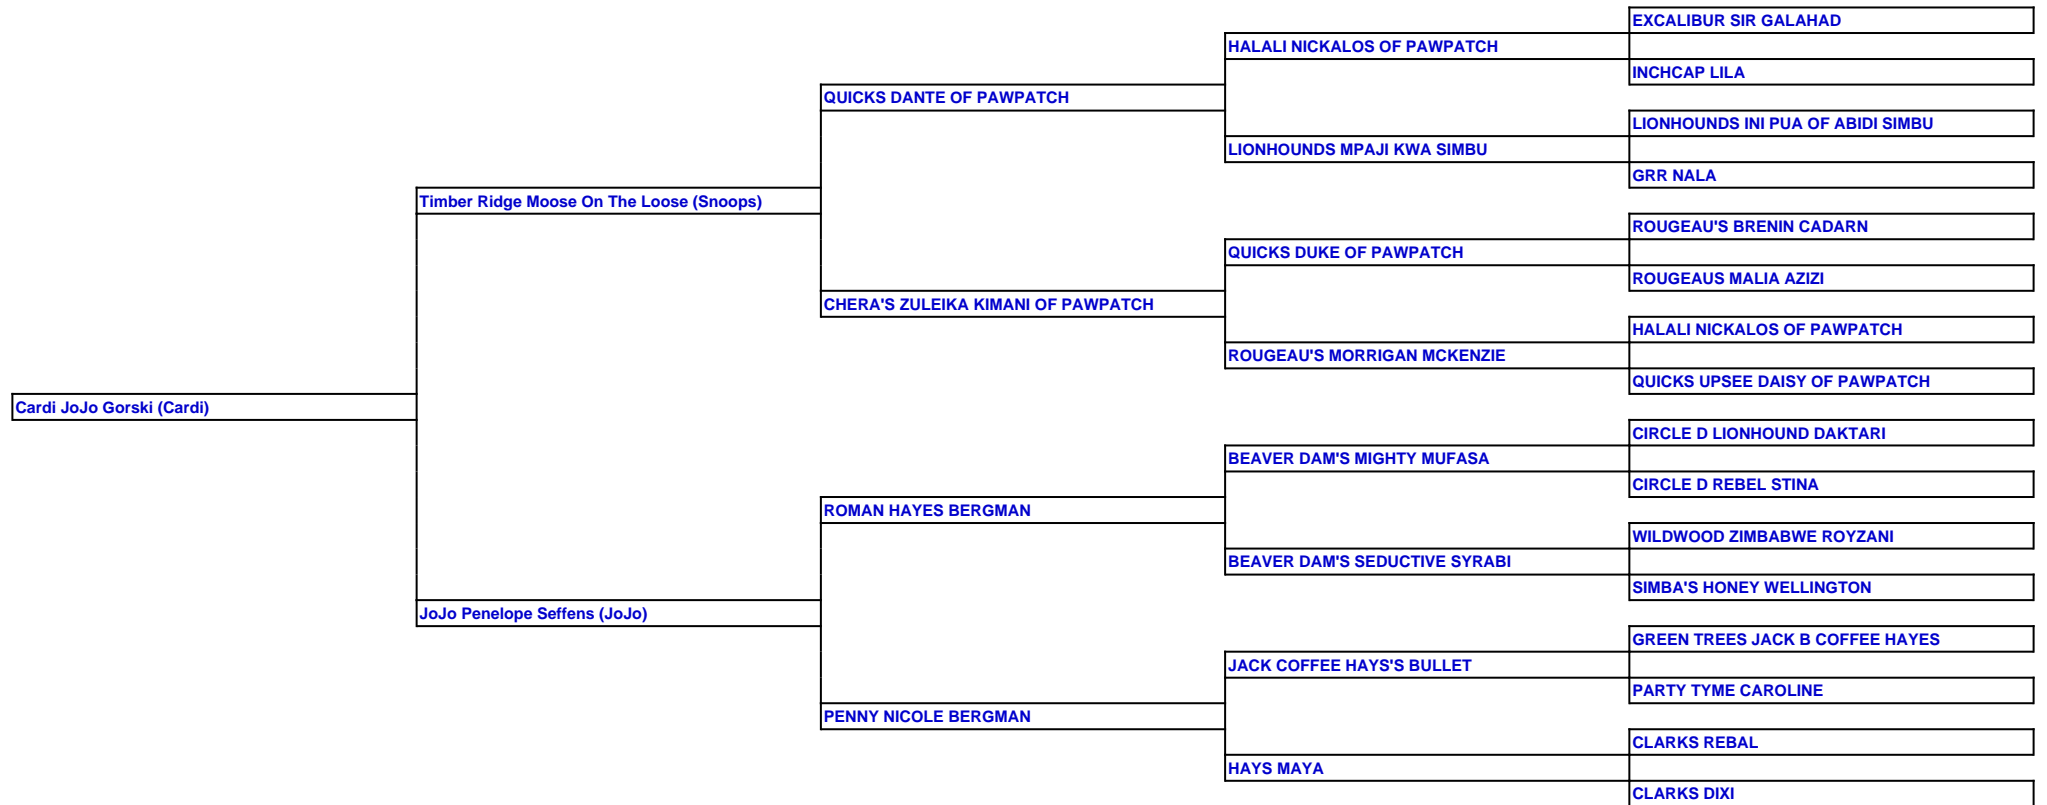 EXCALIBUR SIR GALAHAD
HALALI NICKALOS OF PAWPATCH
INCHCAP LILA
QUICKS DANTE OF PAWPATCH
LIONHOUNDS INI PUA OF ABIDI SIMBU
LIONHOUNDS MPAJI KWA SIMBU
GRR NALA
Timber Ridge Moose On The Loose (Snoops)
ROUGEAU'S BRENIN CADARN
QUICKS DUKE OF PAWPATCH
ROUGEAUS MALIA AZIZI
CHERA'S ZULEIKA KIMANI OF PAWPATCH
HALALI NICKALOS OF PAWPATCH
ROUGEAU'S MORRIGAN MCKENZIE
QUICKS UPSEE DAISY OF PAWPATCH
Cardi JoJo Gorski (Cardi)
CIRCLE D LIONHOUND DAKTARI
BEAVER DAM'S MIGHTY MUFASA
CIRCLE D REBEL STINA
ROMAN HAYES BERGMAN
WILDWOOD ZIMBABWE ROYZANI
BEAVER DAM'S SEDUCTIVE SYRABI
SIMBA'S HONEY WELLINGTON
JoJo Penelope Seffens (JoJo)
GREEN TREES JACK B COFFEE HAYES
JACK COFFEE HAYS'S BULLET
PARTY TYME CAROLINE
PENNY NICOLE BERGMAN
CLARKS REBAL
HAYS MAYA
CLARKS DIXI